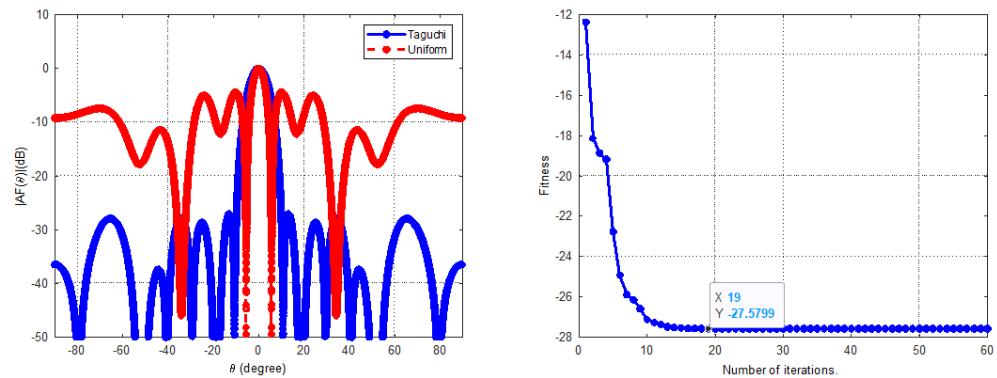 10
0
-10
-20
-30
-40
-50
|AF(θ)|(dB)
Taguchi
Uniform
-80 -60 -40 -20 0 20 40 60 80
θ (degree)
-12
-14
-16
-18
-20
-22
-24
-26
-28
Fitness
X 19
Y -27.5799
0 10 20 30 40 50 60
Number of iterations.